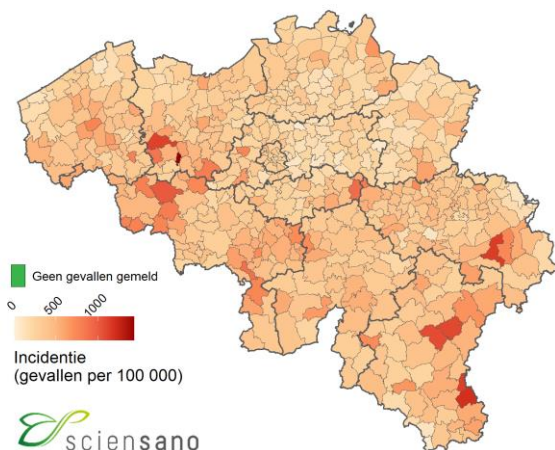 Geen gevallen gemeld
0 500 1000
Incidentie
(gevallen per 100 000)
sciensano